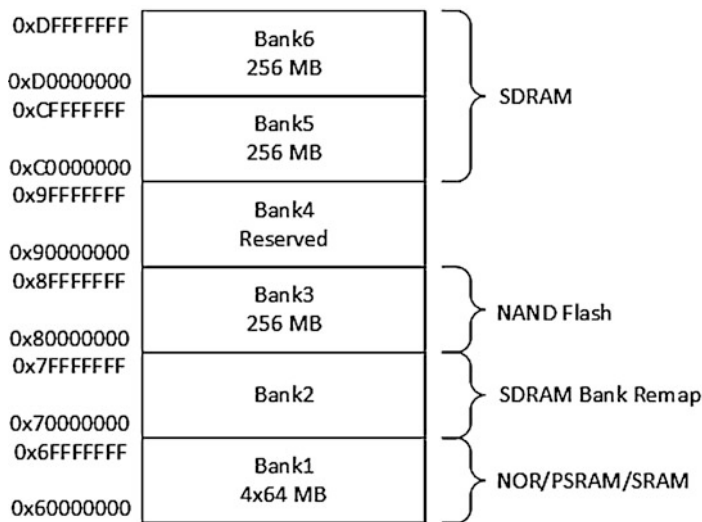 0xDFFFFFFF
Bank6
256 MB
0xD0000000
0xCFFFFFFF
SDRAM
Bank5
256 MB
0xC0000000
0x9FFFFFFF
Bank4
Reserved
0x90000000
0x8FFFFFFF
Bank3
256 MB
NAND Flash
0x80000000
0x7FFFFFFF
Bank2
SDRAM Bank Remap
0x70000000
0x6FFFFFFF
Bank1
4x64 MB
NOR/PSRAM/SRAM
0x60000000